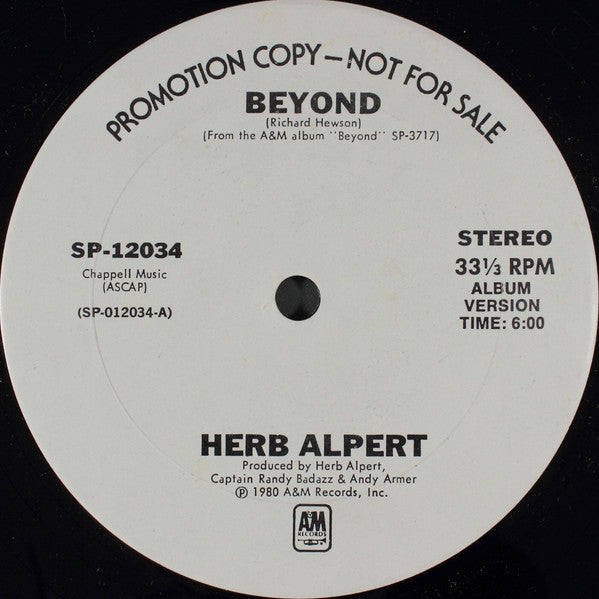 PROMOTION COPY—NOT FOR SALE
BEYOND
(Richard Hewson)
(From the A&M album "Beyond" SP-3717)
SP-12034
Chappell Music
(ASCAP)
(SP-012034-A)
STEREO
33⅓ RPM
ALBUM
VERSION
TIME: 6:00
HERB ALPERT
Produced by Herb Alpert,
Captain Randy Badazz & Andy Armer
℗ 1980 A&M Records, Inc.
A&M
RECORDS